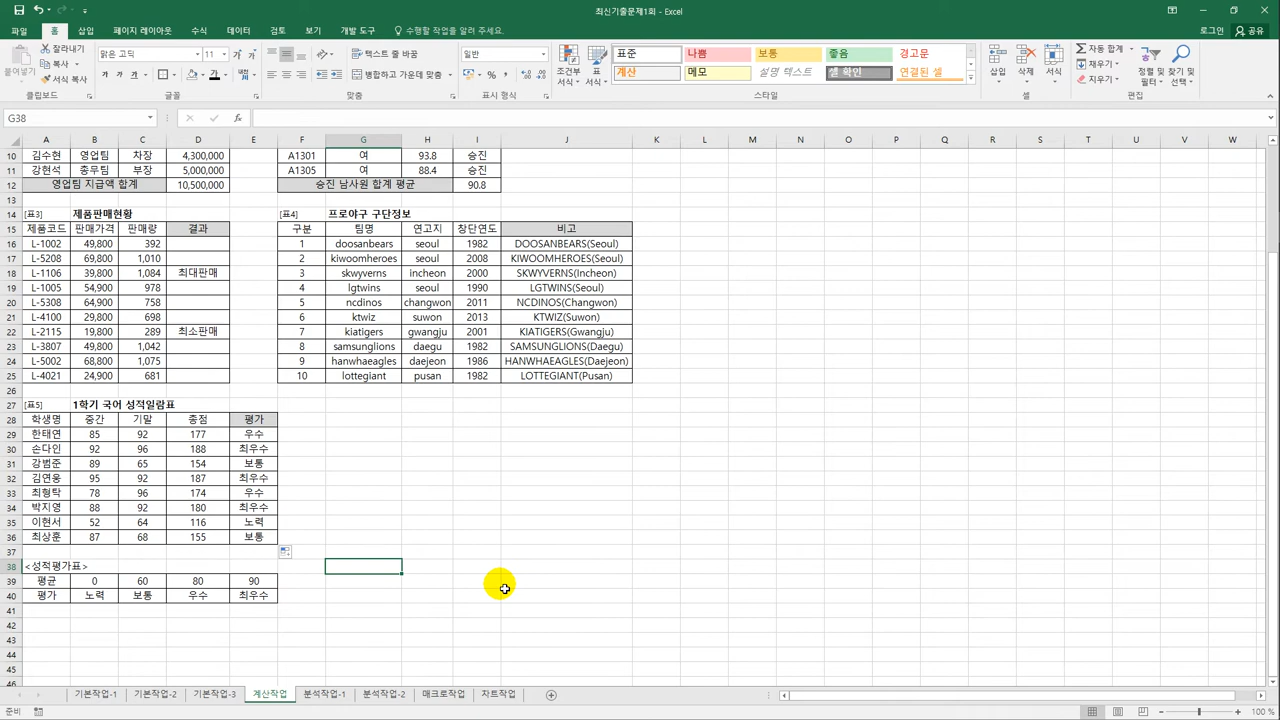 최신기출문제1회 - Excel
파일 홈 삽입 페이지 레이아웃 수식 데이터 검토 보기 개발 도구 수행할 작업을 알려 주세요. 로그인 공유
붙여넣기 잘라내기 복사 서식 복사 클립보드
맑은 고딕 11 가 가 가 가 가 가 글꼴
텍스트 줄 바꿈 병합하고 가운데 맞춤 맞춤
일반 % 표시 형식
조건부 서식 표 서식 표준 나쁨 보통 좋음 경고문
계산 메모 설명 텍스트 셀 확인 연결된 셀 스타일
삽입 삭제 서식 셀
자동 합계 채우기 지우기 정렬 및 필터 찾기 및 선택 편집
G38 fx
A B C D E F G H I J K L M N O P Q R S T U V W
10 김수현 영업팀 차장 4,300,000 A1301 여 93.8 승진
11 강현석 총무팀 부장 5,000,000 A1305 여 88.4 승진
12 영업팀 지급액 합계 10,500,000 승진 남사원 합계 평균 90.8
13
14 [표3] 제품판매현황 [표4] 프로야구 구단정보
15 제품코드 판매가격 판매량 결과 구분 팀명 연고지 창단연도 비고
16 L-1002 49,800 392 1 doosanbears seoul 1982 DOOSANBEARS(Seoul)
17 L-5208 69,800 1,010 2 kiwoomheroes seoul 2008 KIWOOMHEROES(Seoul)
18 L-1106 39,800 1,084 최대판매 3 skwyverns incheon 2000 SKWYVERNS(Incheon)
19 L-1005 54,900 978 4 lgtwins seoul 1990 LGTWINS(Seoul)
20 L-5308 64,900 758 5 ncdinos changwon 2011 NCDINOS(Changwon)
21 L-4100 29,800 698 6 ktwiz suwon 2013 KTWIZ(Suwon)
22 L-2115 19,800 289 최소판매 7 kiatigers gwangju 2001 KIATIGERS(Gwangju)
23 L-3807 49,800 1,042 8 samsunglions daegu 1982 SAMSUNGLIONS(Daegu)
24 L-5002 68,800 1,075 9 hanwhaeagles daejeon 1986 HANWHAEAGLES(Daejeon)
25 L-4021 24,900 681 10 lottegiant pusan 1982 LOTTEGIANT(Pusan)
26
27 [표5] 1학기 국어 성적일람표
28 학생명 중간 기말 총점 평가
29 한태연 85 92 177 우수
30 손다인 92 96 188 최우수
31 강범준 89 65 154 보통
32 김연웅 95 92 187 최우수
33 최형탁 78 96 174 우수
34 박지영 88 92 180 최우수
35 이현서 52 64 116 노력
36 최상훈 87 68 155 보통
37
38 <성적평가표>
39 평균 0 60 80 90
40 평가 노력 보통 우수 최우수
41
42
43
44
45
46
기본작업-1 기본작업-2 기본작업-3 계산작업 분석작업-1 분석작업-2 매크로작업 차트작업
준비 100 %